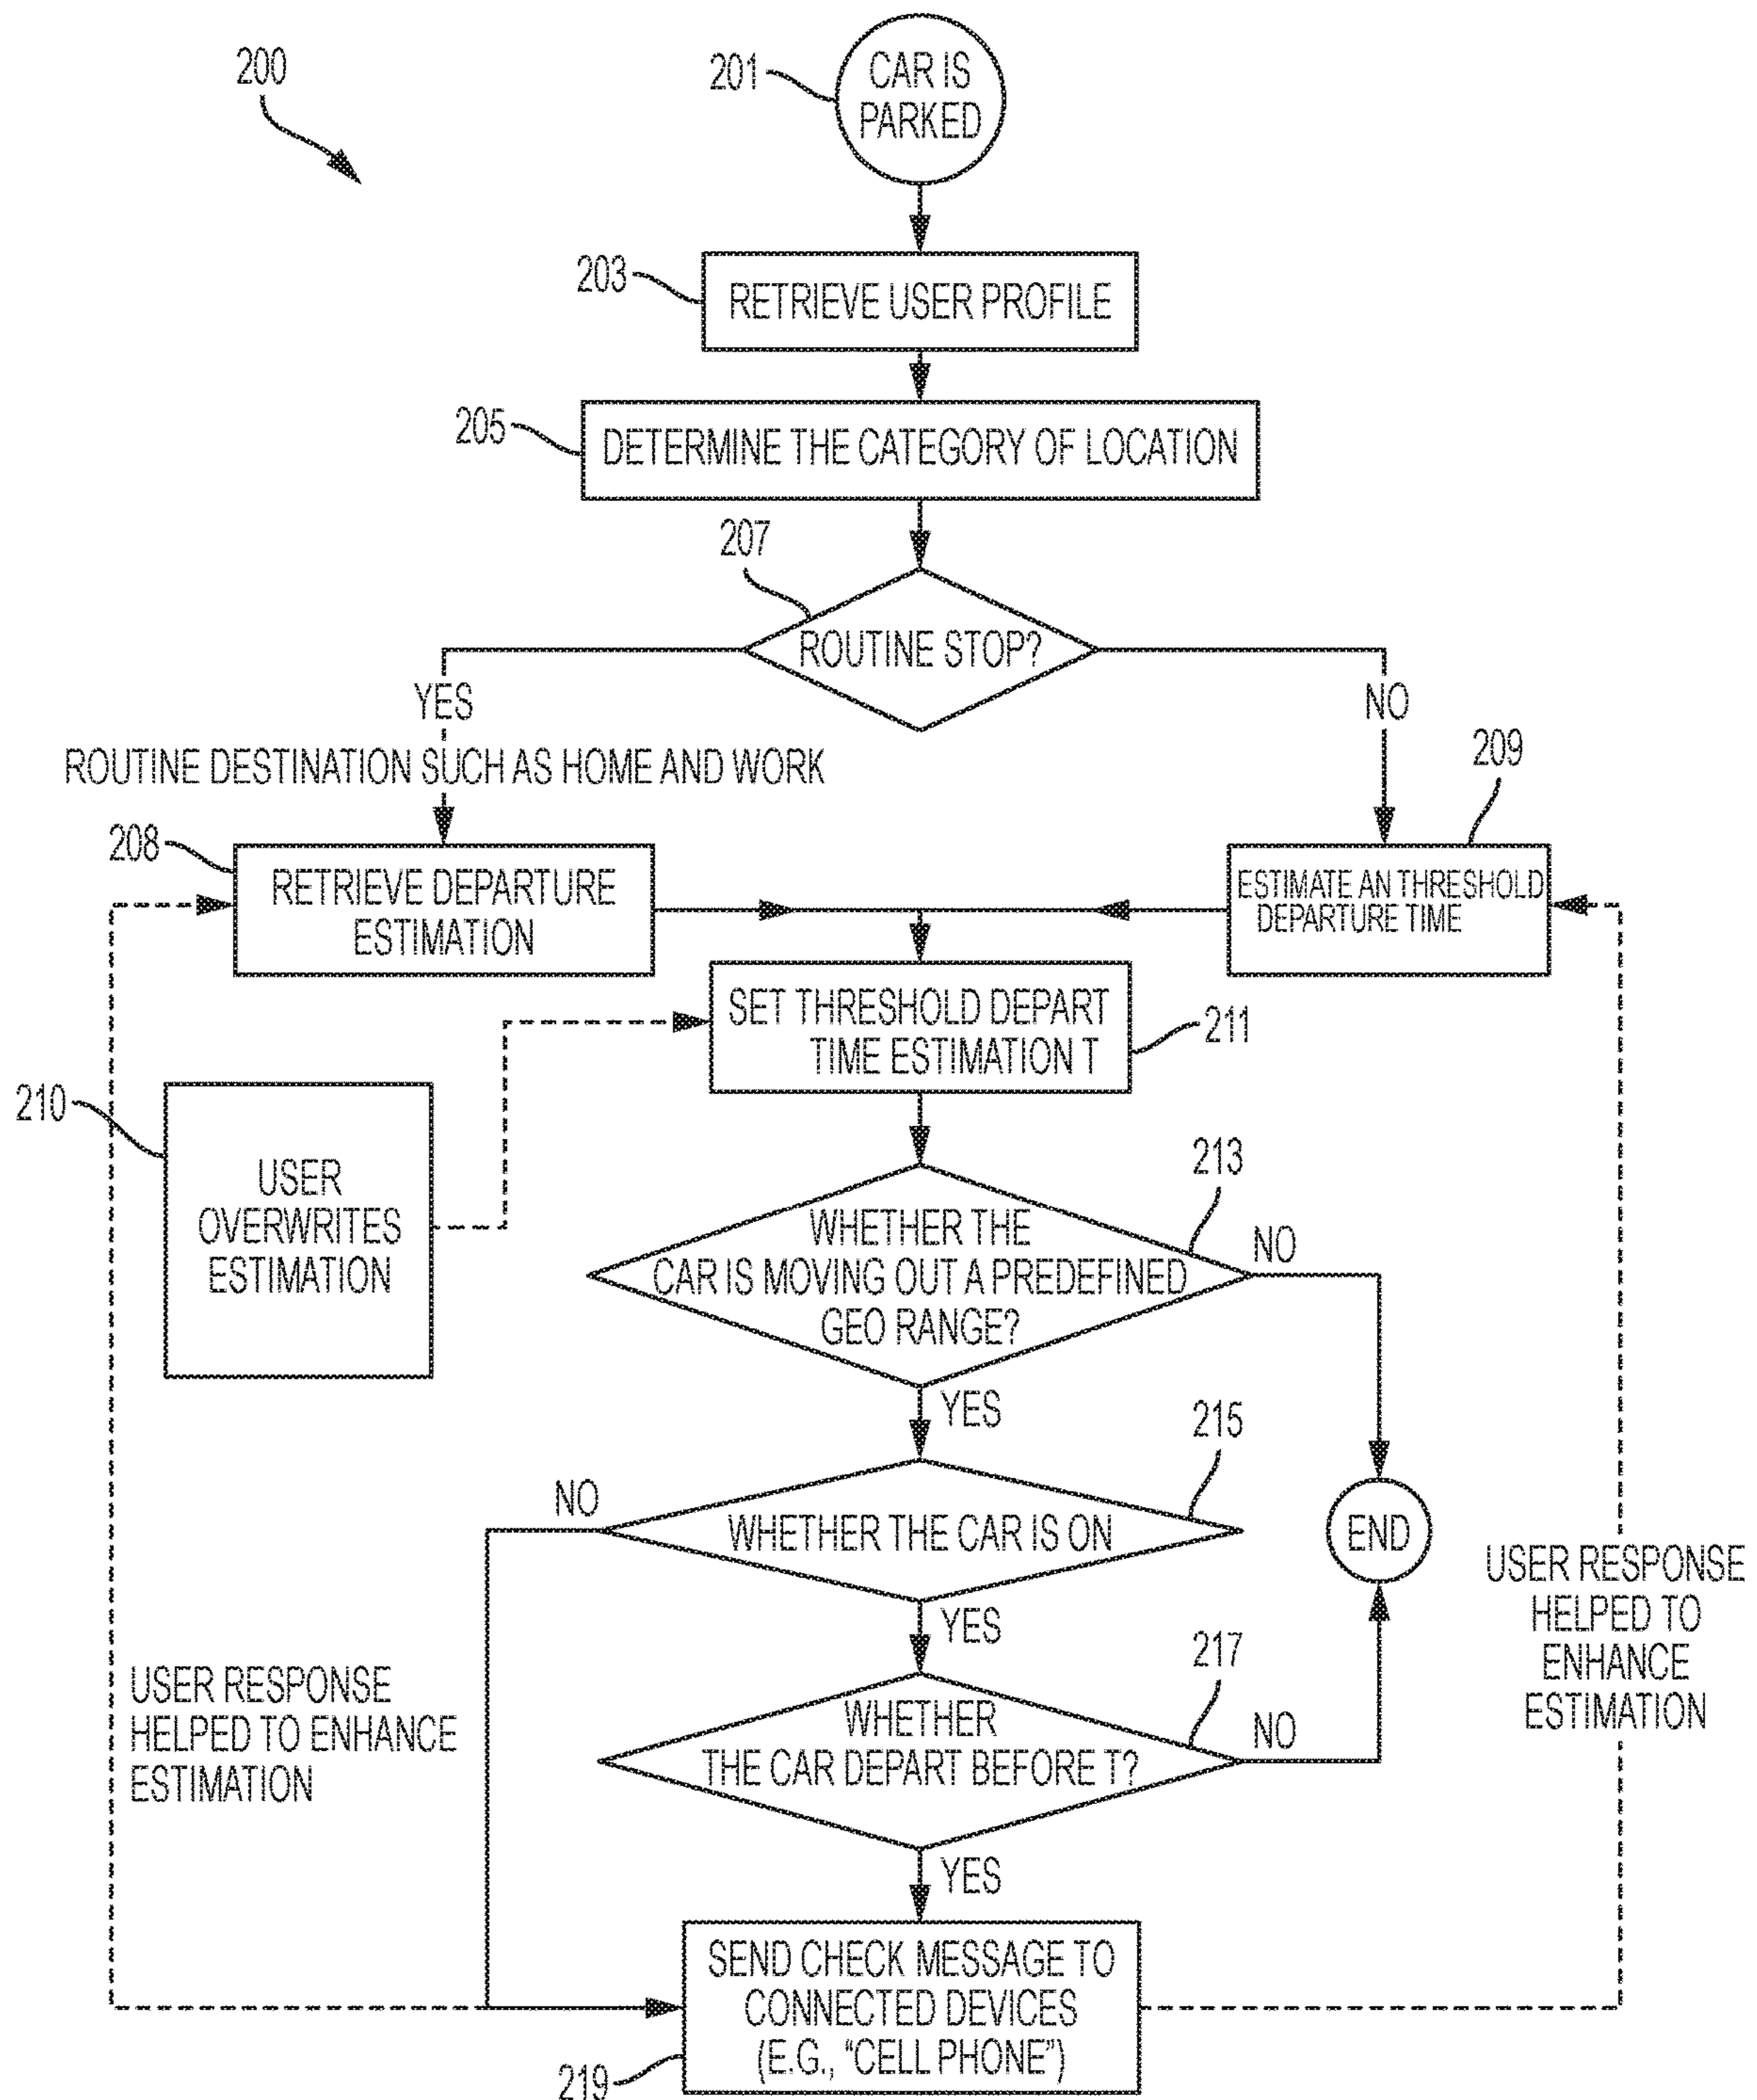 200
201
CAR IS
PARKED
203
RETRIEVE USER PROFILE
205
DETERMINE THE CATEGORY OF LOCATION
207
ROUTINE STOP?
YES
NO
ROUTINE DESTINATION SUCH AS HOME AND WORK
209
208
RETRIEVE DEPARTURE
ESTIMATION
ESTIMATE AN THRESHOLD
DEPARTURE TIME
SET THRESHOLD DEPART
TIME ESTIMATION T
211
210
USER
OVERWRITES
ESTIMATION
213
WHETHER THE
CAR IS MOVING OUT A PREDEFINED
GEO RANGE?
NO
YES
215
NO
WHETHER THE CAR IS ON
END
YES
USER RESPONSE
HELPED TO
ENHANCE
ESTIMATION
217
USER RESPONSE
HELPED TO ENHANCE
ESTIMATION
WHETHER
THE CAR DEPART BEFORE T?
NO
YES
SEND CHECK MESSAGE TO
CONNECTED DEVICES
(E.G., "CELL PHONE")
219